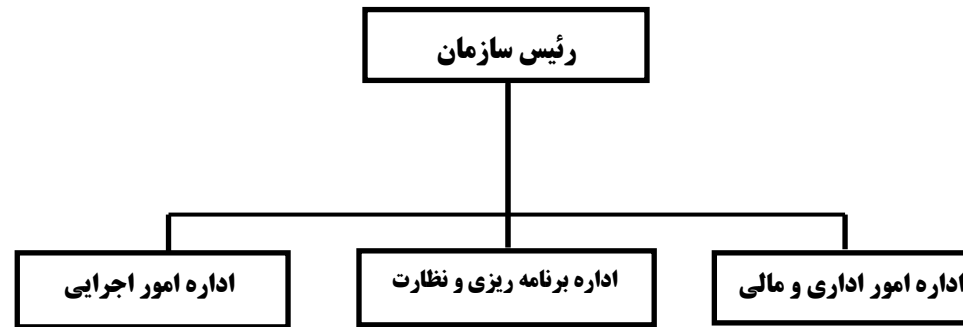 رئیس سازمان
اداره امور اداری و مالی
اداره برنامه ریزی و نظارت
اداره امور اجرایی